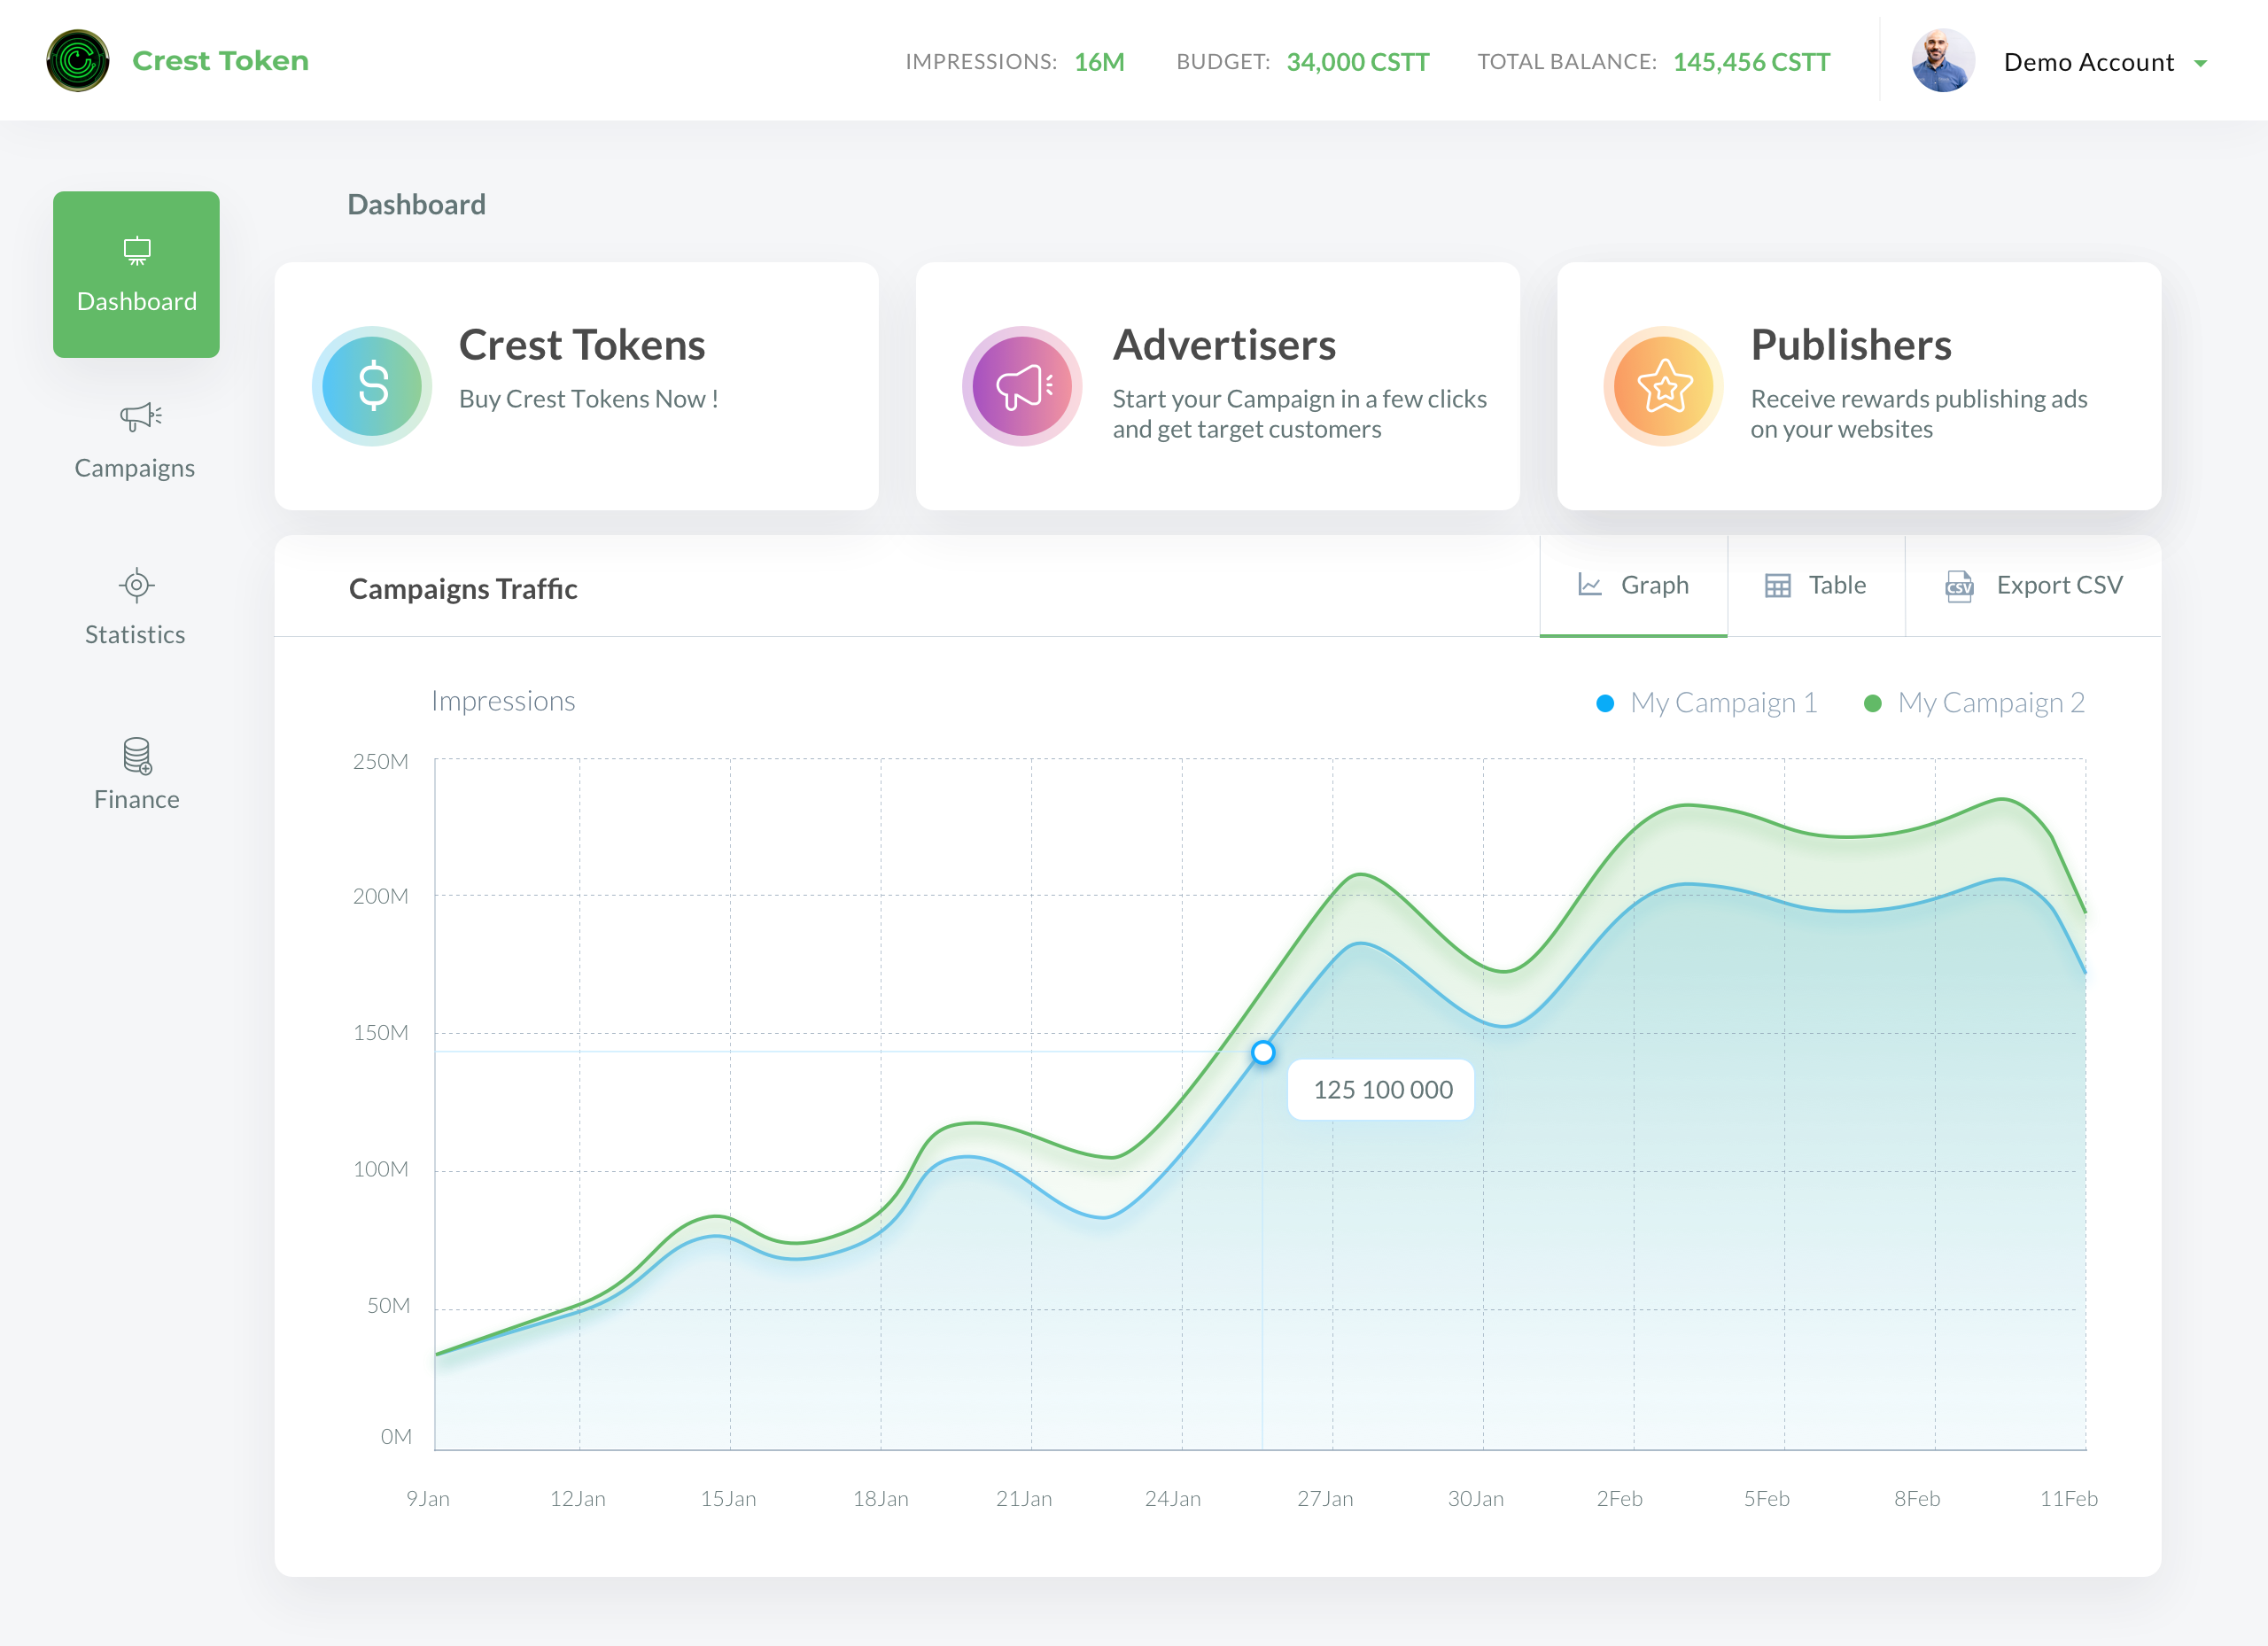 Crest Token
IMPRESSIONS: 16M
BUDGET: 34,000 CSTT
TOTAL BALANCE: 145,456 CSTT
Demo Account
Dashboard
Campaigns
Statistics
Finance
Dashboard
Crest Tokens
Buy Crest Tokens Now !
Advertisers
Start your Campaign in a few clicks
and get target customers
Publishers
Receive rewards publishing ads
on your websites
Campaigns Traffic
Graph
Table
CSV
Export CSV
Impressions
My Campaign 1
My Campaign 2
250M
200M
150M
100M
50M
0M
125 100 000
9Jan
12Jan
15Jan
18Jan
21Jan
24Jan
27Jan
30Jan
2Feb
5Feb
8Feb
11Feb